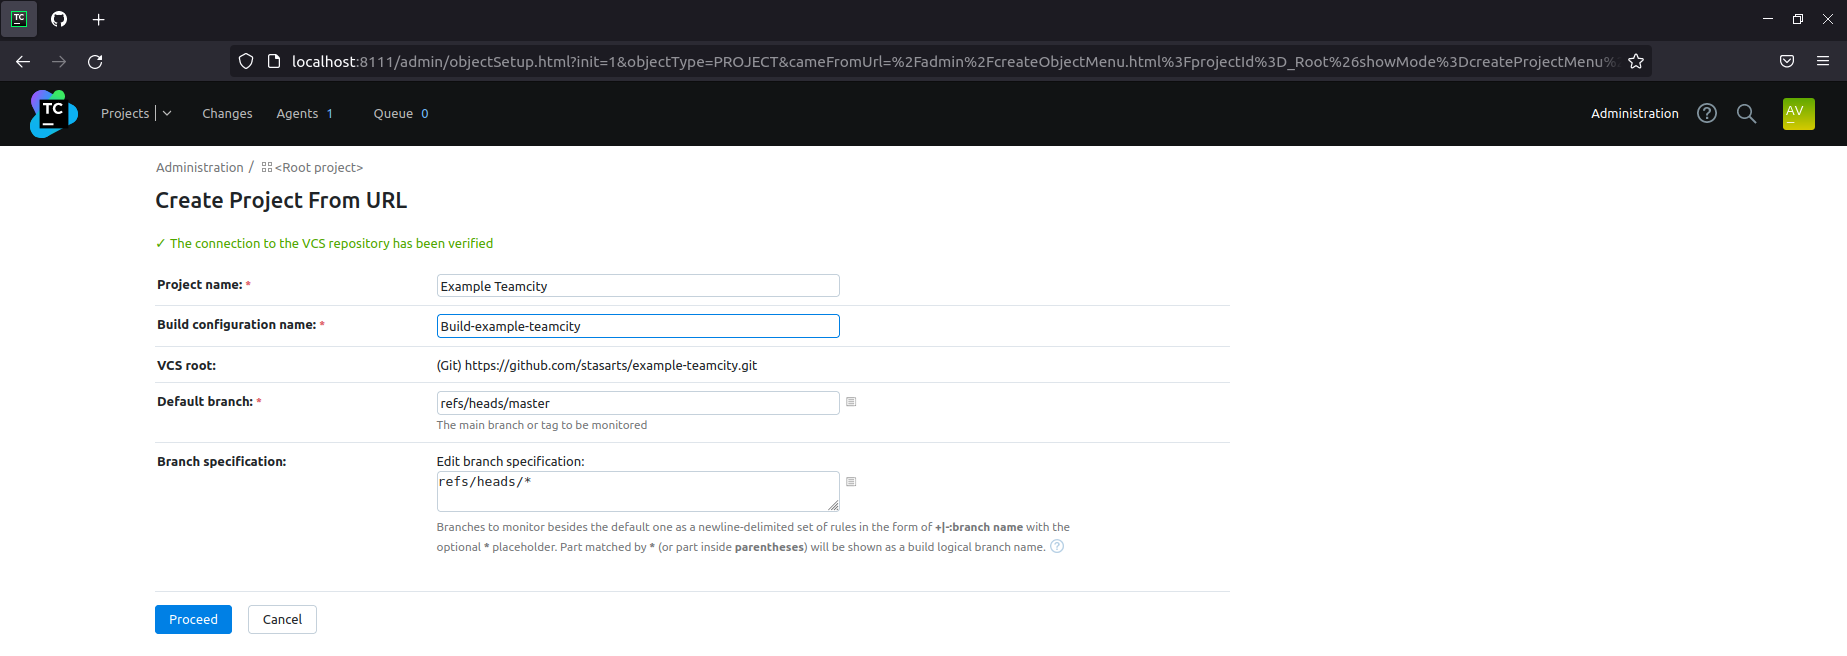 TC
localhost:8111/admin/objectSetup.html?init=1&objectType=PROJECT&cameFromUrl=%2Fadmin%2FcreateObjectMenu.html%3FprojectId%3D_Root%26showMode%3DcreateProjectMenu%
TC Projects Changes Agents 1 Queue 0 Administration ? AV
Administration / <Root project>
Create Project From URL
✓ The connection to the VCS repository has been verified
Project name: * Example Teamcity
Build configuration name: * Build-example-teamcity
VCS root: (Git) https://github.com/stasarts/example-teamcity.git
Default branch: * refs/heads/master
The main branch or tag to be monitored
Branch specification: Edit branch specification:
refs/heads/*
Branches to monitor besides the default one as a newline-delimited set of rules in the form of +|-:branch name with the
optional * placeholder. Part matched by * (or part inside parentheses) will be shown as a build logical branch name. ?
Proceed Cancel